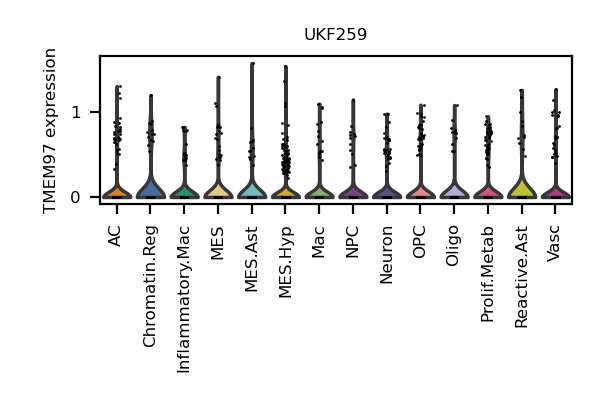 UKF259
TMEM97 expression
1
0
AC
Chromatin.Reg
Inflammatory.Mac
MES
MES.Ast
MES.Hyp
Mac
NPC
Neuron
OPC
Oligo
Prolif.Metab
Reactive.Ast
Vasc